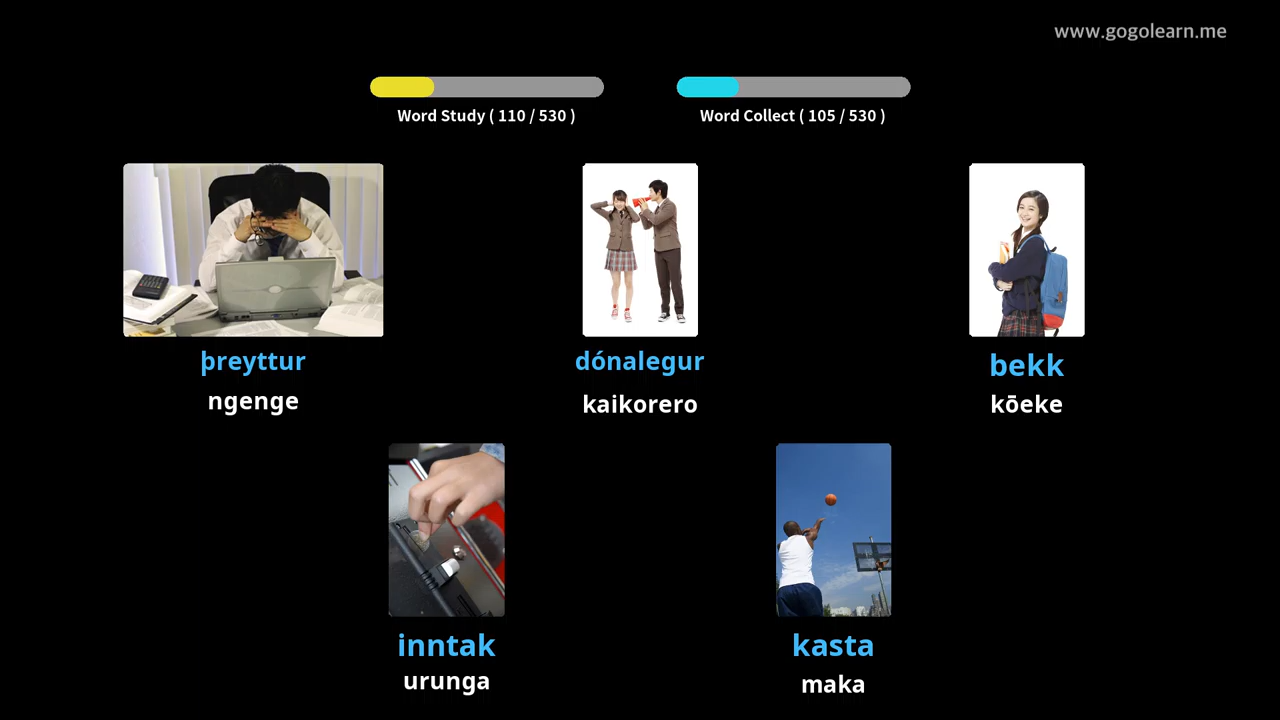 www.gogolearn.me
Word Study ( 110 / 530 )
Word Collect ( 105 / 530 )
þreyttur
ngenge
dónalegur
kaikorero
bekk
kōeke
inntak
urunga
kasta
maka